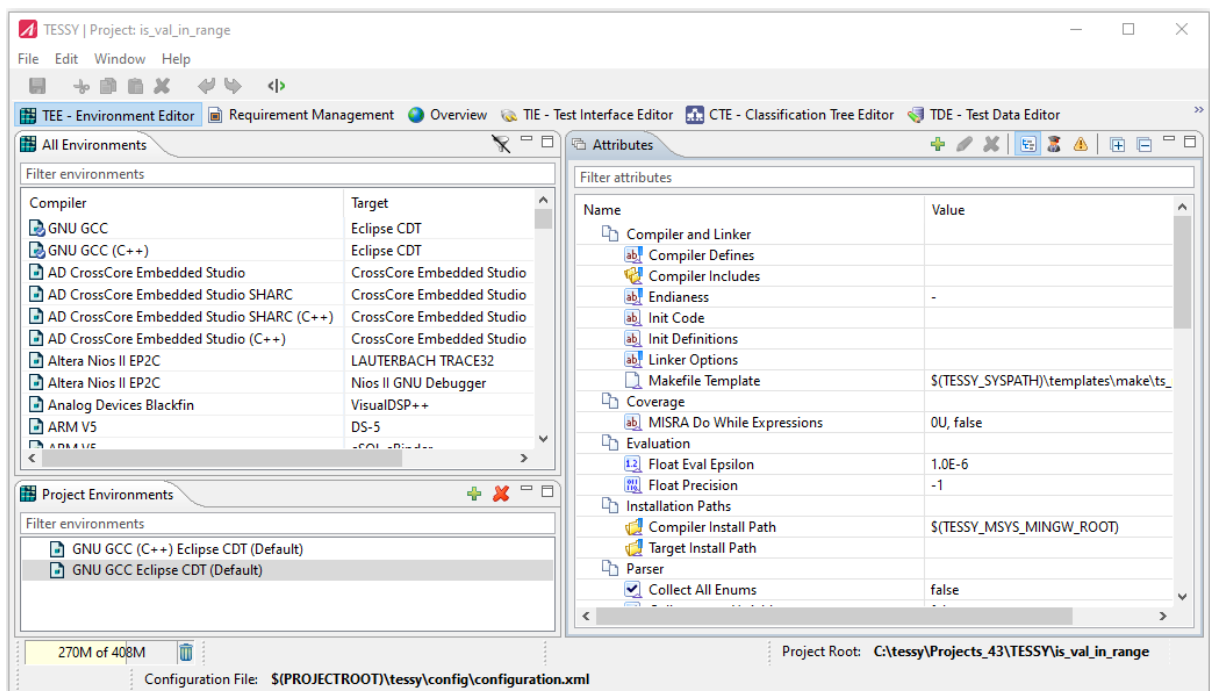 TESSY | Project: is_val_in_range
File Edit Window Help
TEE - Environment Editor Requirement Management Overview TIE - Test Interface Editor CTE - Classification Tree Editor TDE - Test Data Editor
All Environments
Filter environments
Compiler Target
GNU GCC Eclipse CDT
GNU GCC (C++) Eclipse CDT
AD CrossCore Embedded Studio CrossCore Embedded Studio
AD CrossCore Embedded Studio SHARC CrossCore Embedded Studio
AD CrossCore Embedded Studio SHARC (C++) CrossCore Embedded Studio
AD CrossCore Embedded Studio (C++) CrossCore Embedded Studio
Altera Nios II EP2C LAUTERBACH TRACE32
Altera Nios II EP2C Nios II GNU Debugger
Analog Devices Blackfin VisualDSP++
ARM V5 DS-5
Project Environments
Filter environments
GNU GCC (C++) Eclipse CDT (Default)
GNU GCC Eclipse CDT (Default)
Attributes
Filter attributes
Name Value
Compiler and Linker
Compiler Defines
Compiler Includes
Endianess -
Init Code
Init Definitions
Linker Options
Makefile Template $(TESSY_SYSPATH)\templates\make\ts_
Coverage
MISRA Do While Expressions 0U, false
Evaluation
Float Eval Epsilon 1.0E-6
Float Precision -1
Installation Paths
Compiler Install Path $(TESSY_MSYS_MINGW_ROOT)
Target Install Path
Parser
Collect All Enums false
270M of 408M
Project Root: C:\tessy\Projects_43\TESSY\is_val_in_range
Configuration File: $(PROJECTROOT)\tessy\config\configuration.xml